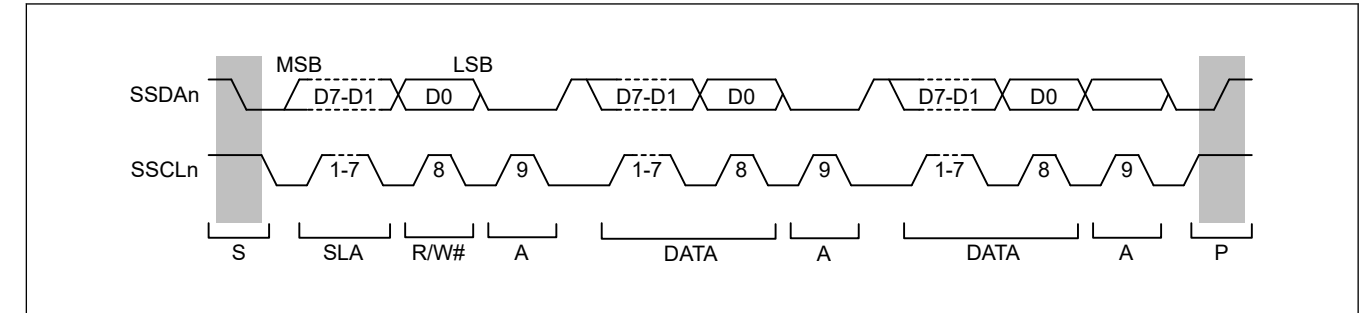 MSB LSB
SSDAn D7-D1 D0 D7-D1 D0 D7-D1 D0
SSCLn 1-7 8 9 1-7 8 9 1-7 8 9
S SLA R/W# A DATA A DATA A P